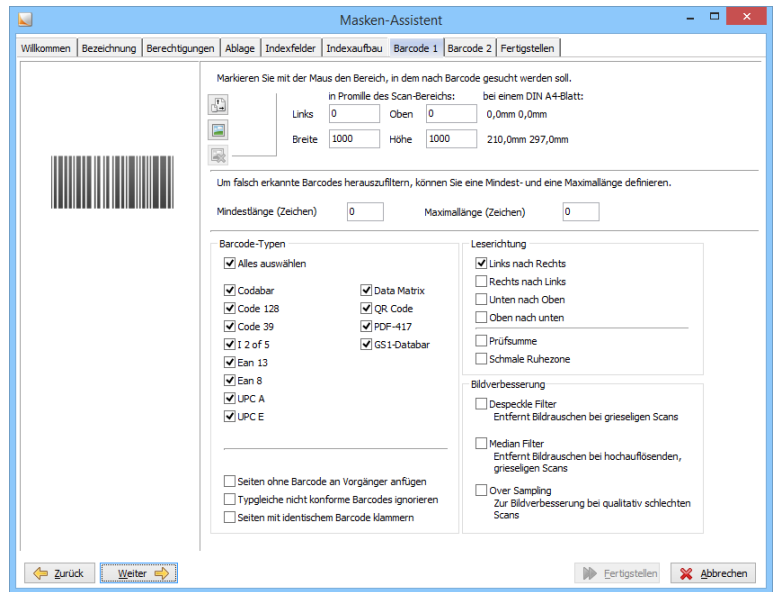 Masken-Assistent
Willkommen Bezeichnung Berechtigungen Ablage Indexfelder Indexaufbau Barcode 1 Barcode 2 Fertigstellen
Markieren Sie mit der Maus den Bereich, in dem nach Barcode gesucht werden soll.
in Promille des Scan-Bereichs: bei einem DIN A4-Blatt:
Links 0 Oben 0 0,0mm 0,0mm
Breite 1000 Höhe 1000 210,0mm 297,0mm
Um falsch erkannte Barcodes herauszufiltern, können Sie eine Mindest- und eine Maximallänge definieren.
Mindestlänge (Zeichen) 0 Maximallänge (Zeichen) 0
Barcode-Typen
Alles auswählen
Codabar Data Matrix
Code 128 QR Code
Code 39 PDF-417
I 2 of 5 GS1-Databar
Ean 13
Ean 8
UPC A
UPC E
Seiten ohne Barcode an Vorgänger anfügen
Typgleiche nicht konforme Barcodes ignorieren
Seiten mit identischem Barcode klammern
Leserichtung
Links nach Rechts
Rechts nach Links
Unten nach Oben
Oben nach unten
Prüfsumme
Schmale Ruhezone
Bildverbesserung
Despeckle Filter
Entfernt Bildrauschen bei grieseligen Scans
Median Filter
Entfernt Bildrauschen bei hochauflösenden,
grieseligen Scans
Over Sampling
Zur Bildverbesserung bei qualitativ schlechten
Scans
Zurück Weiter Fertigstellen Abbrechen